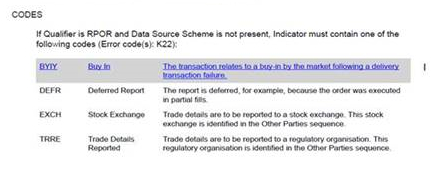 CODES
If Qualifier is RPOR and Data Source Scheme is not present, Indicator must contain one of the
following codes (Error code(s): K22):
BYIY Buy In The transaction relates to a buy-in by the market following a delivery
transaction failure.
DEFR Deferred Report The report is deferred, for example, because the order was executed
in partial fills.
EXCH Stock Exchange Trade details are to be reported to a stock exchange. This stock
exchange is identified in the Other Parties sequence.
TRRE Trade Details Trade details are to be reported to a regulatory organisation. This
Reported regulatory organisation is identified in the Other Parties sequence.